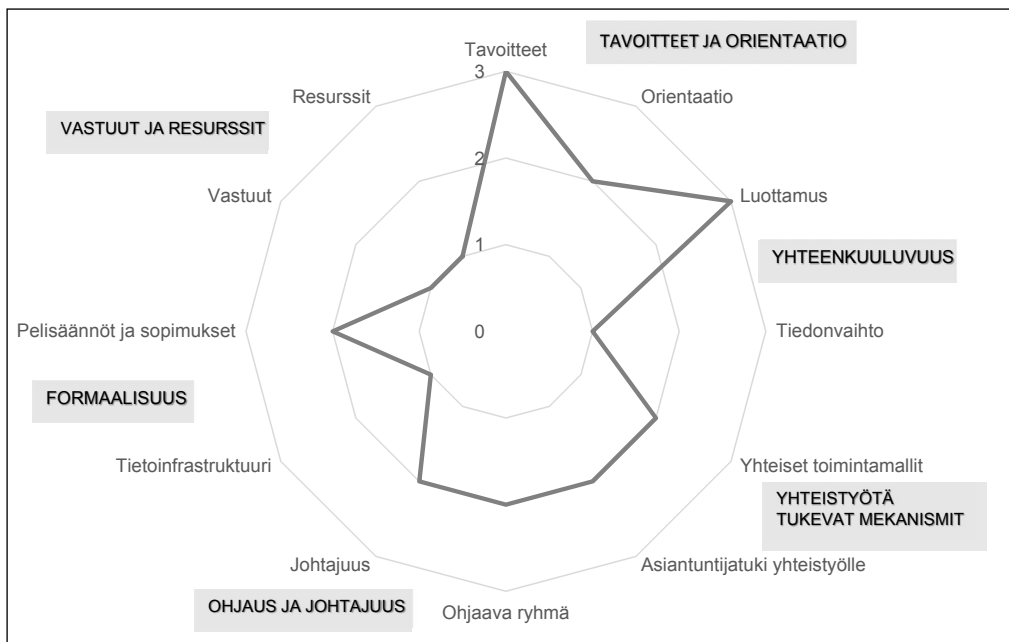 Tavoitteet
TAVOITTEET JA ORIENTAATIO
3
Resurssit
Orientaatio
VASTUUT JA RESURSSIT
2
Vastuut
Luottamus
1
YHTEENKUULUVUUS
Pelisäännöt ja sopimukset
0
Tiedonvaihto
FORMAALISUUS
Tietoinfrastruktuuri
Yhteiset toimintamallit
YHTEISTYÖTÄ
TUKEVAT MEKANISMIT
Johtajuus
Asiantuntijatuki yhteistyölle
OHJAUS JA JOHTAJUUS
Ohjaava ryhmä